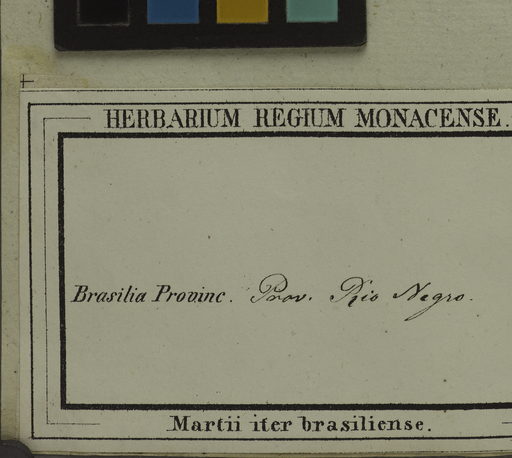 HERBARIUM REGIUM MONACENSE.
Brasilia Provinc. Prov. Rio Negro.
Martii iter brasiliense.